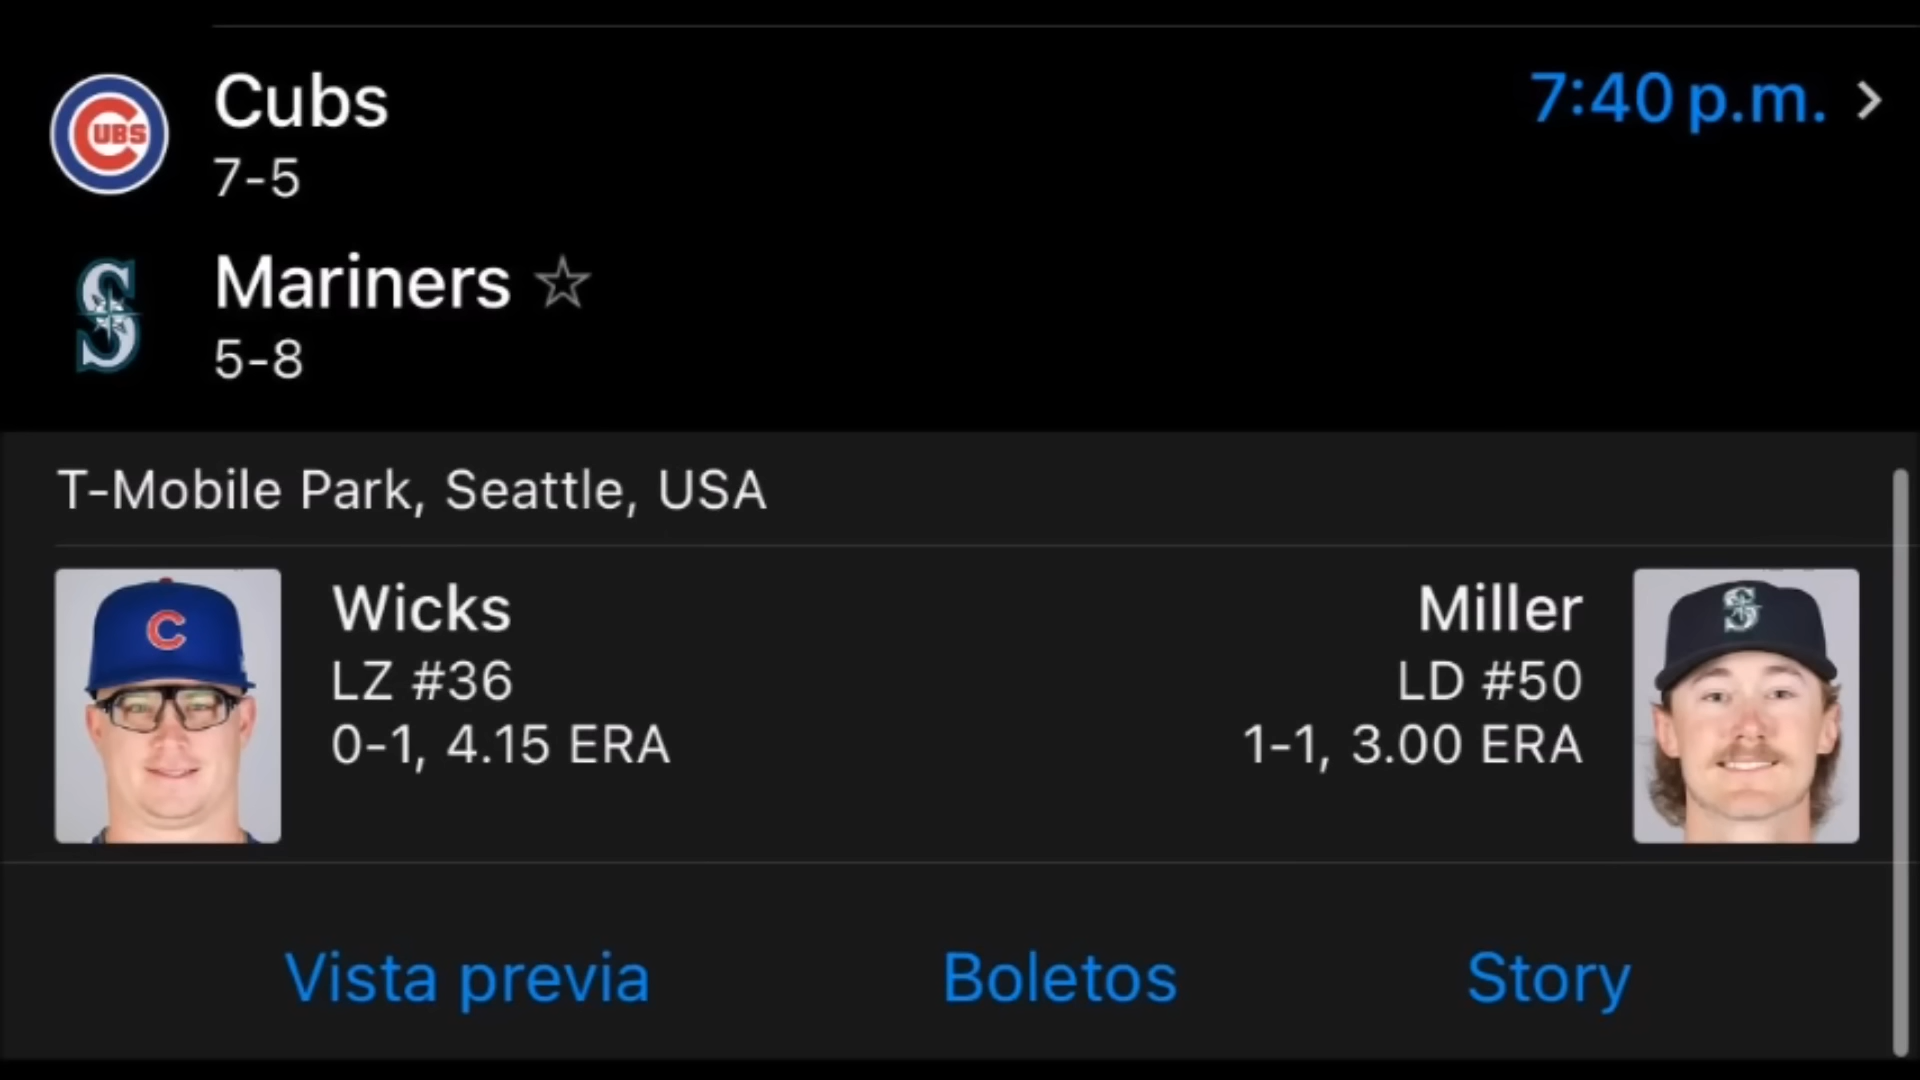 UBS
Cubs
7:40 p.m.
7-5
S
Mariners
5-8
T-Mobile Park, Seattle, USA
C
Wicks
LZ #36
0-1, 4.15 ERA
S
Miller
LD #50
1-1, 3.00 ERA
Vista previa
Boletos
Story